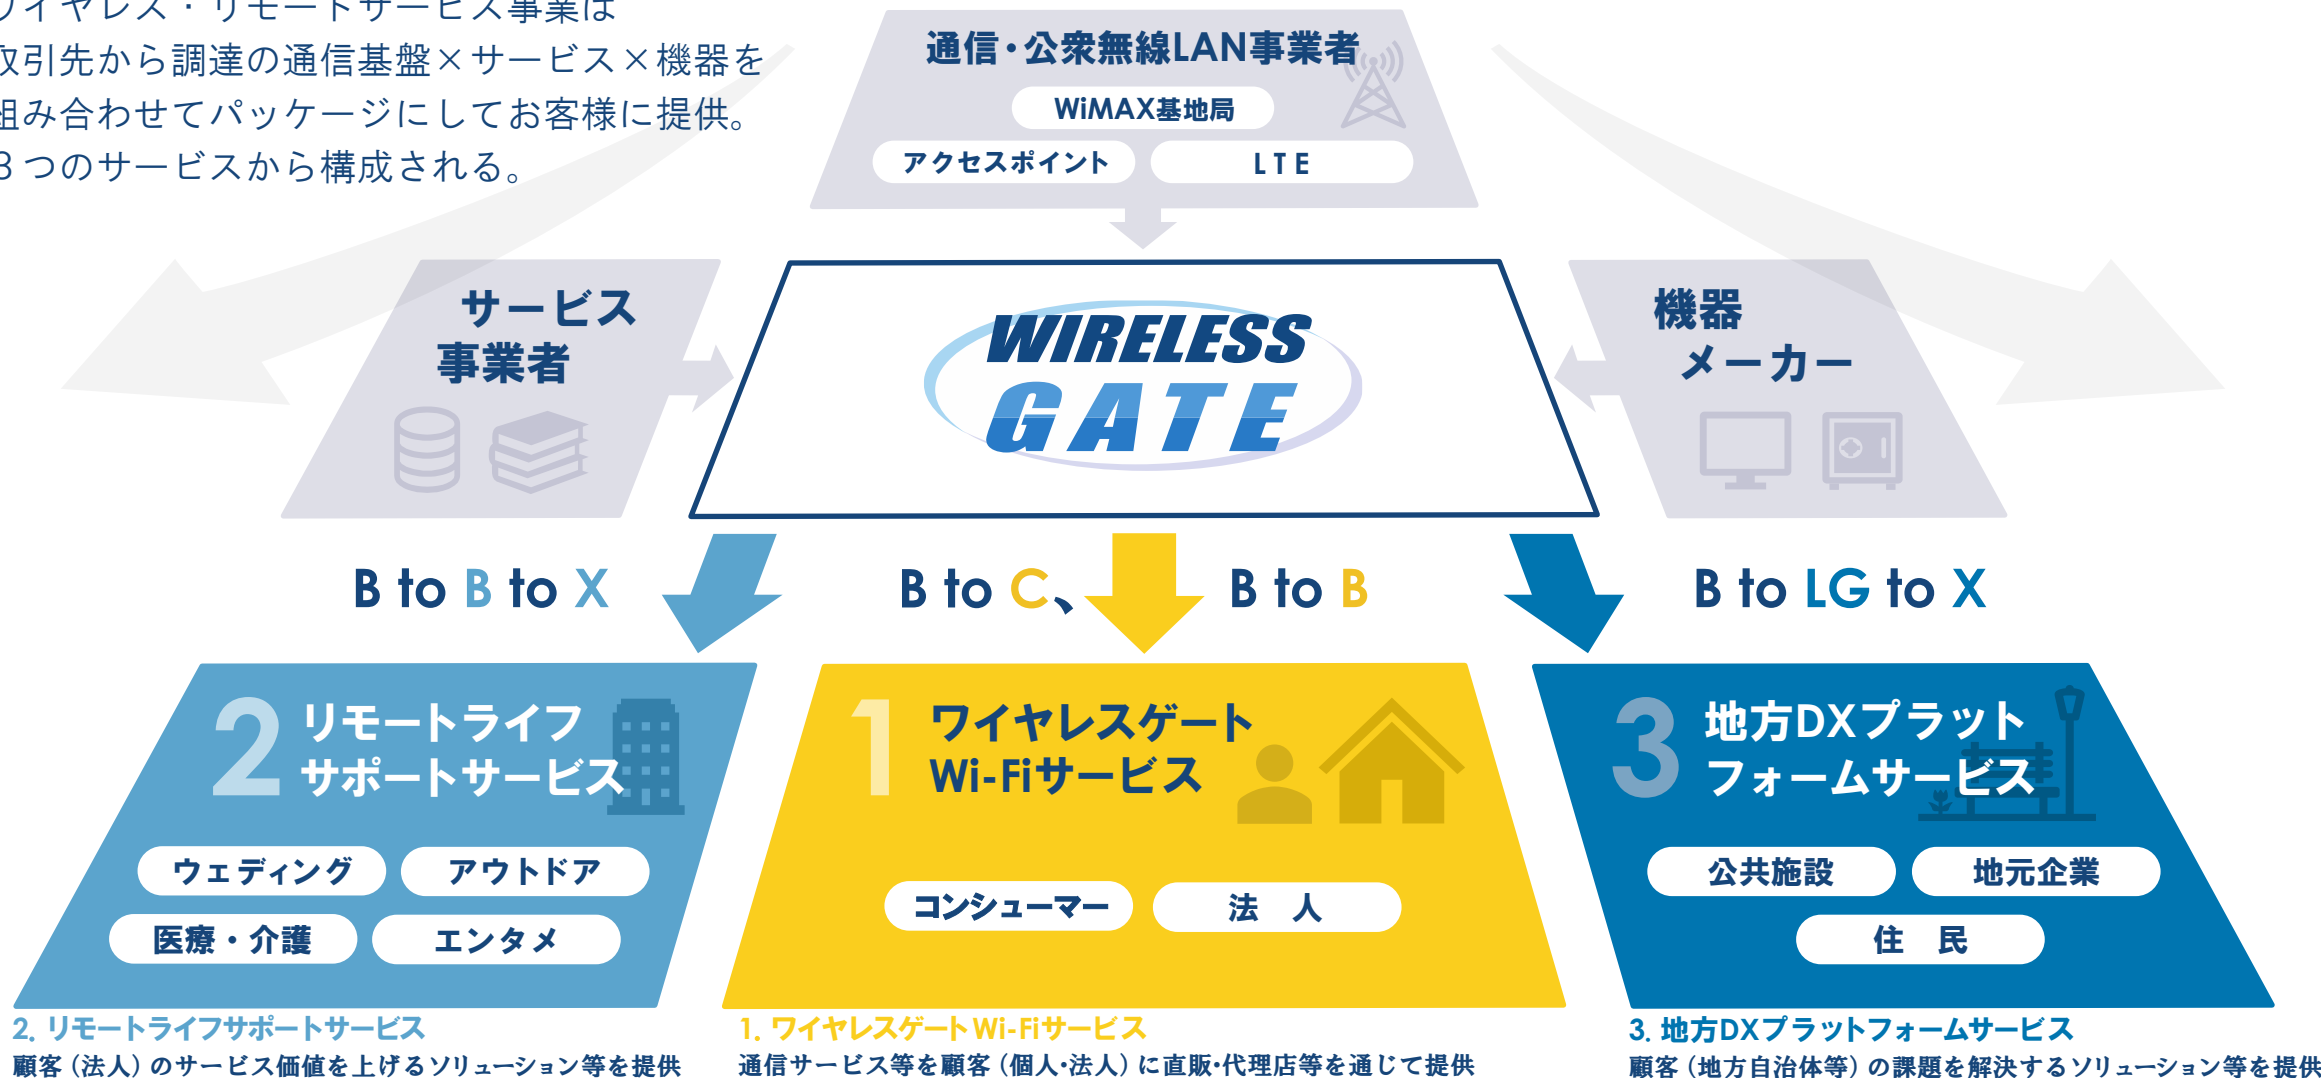 ワイヤレス・リモートサービス事業は
取引先から調達の通信基盤×サービス×機器を
組み合わせてパッケージにしてお客様に提供。
３つのサービスから構成される。
通信・公衆無線LAN事業者
WiMAX基地局
アクセスポイント
LTE
サービス
事業者
WIRELESS
GATE
機器
メーカー
B to B to X
B to C、
B to B
B to LG to X
2
リモートライフ
サポートサービス
ウェディング
アウトドア
医療・介護
エンタメ
1
ワイヤレスゲート
Wi-Fiサービス
コンシューマー
法　人
3
地方DXプラット
フォームサービス
公共施設
地元企業
住　民
2. リモートライフサポートサービス
顧客（法人）のサービス価値を上げるソリューション等を提供
1. ワイヤレスゲートWi-Fiサービス
通信サービス等を顧客（個人・法人）に直販・代理店等を通じて提供
3. 地方DXプラットフォームサービス
顧客（地方自治体等）の課題を解決するソリューション等を提供